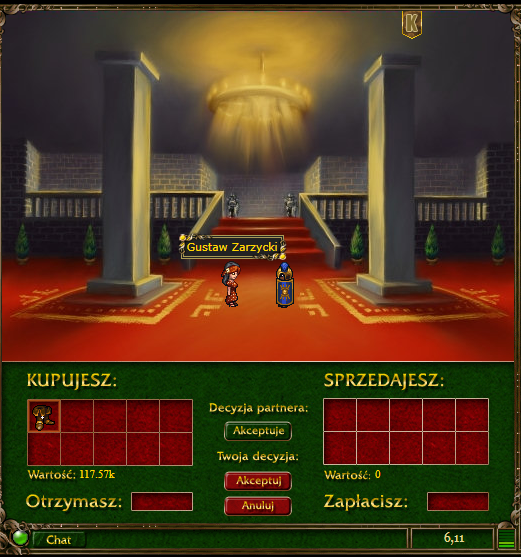 K
Gustaw Zarzycki
KUPUJESZ:
SPRZEDAJESZ:
Decyzja partnera:
Akceptuje
Twoja decyzja:
Wartość: 117.57k
Akceptuj
Wartość: 0
Otrzymasz:
Anuluj
Zapłacisz:
Chat
6,11